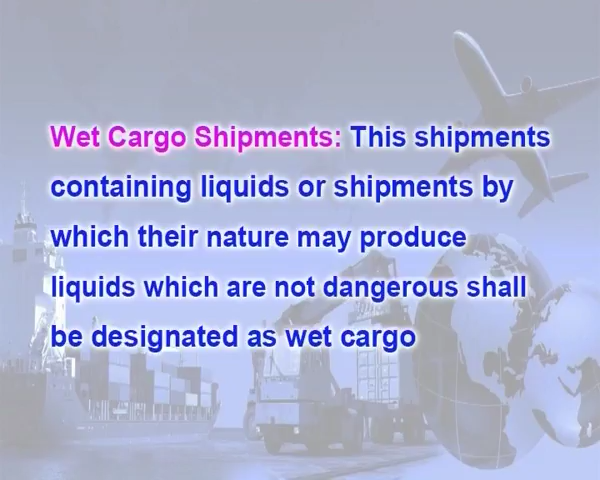 Wet Cargo Shipments: This shipments
containing liquids or shipments by
which their nature may produce
liquids which are not dangerous shall
be designated as wet cargo